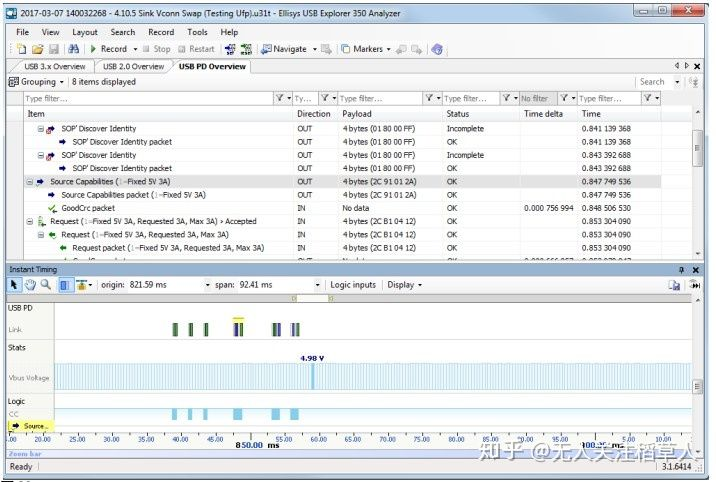 2017-03-07 140032268 - 4.10.5 Sink Vconn Swap (Testing Ufp).u31t - Ellisys USB Explorer 350 Analyzer
File View Layout Search Record Tools Help
Record Stop Restart Navigate Markers
USB 3.x Overview USB 2.0 Overview USB PD Overview
Grouping 8 items displayed Search
Type filter... Ty... Type filter... Type filter... No filter Type filter...
Item Direction Payload Status Time delta Time
SOP' Discover Identity OUT 4 bytes (01 80 00 FF) Incomplete 0.841 139 368
SOP' Discover Identity packet OUT 4 bytes (01 80 00 FF) OK 0.841 139 368
SOP' Discover Identity OUT 4 bytes (01 80 00 FF) Incomplete 0.843 392 688
SOP' Discover Identity packet OUT 4 bytes (01 80 00 FF) OK 0.843 392 688
Source Capabilities (1=Fixed 5V 3A) OUT 4 bytes (2C 91 01 2A) OK 0.847 749 536
Source Capabilities packet (1=Fixed 5V 3A) OUT 4 bytes (2C 91 01 2A) OK 0.847 749 536
GoodCrc packet IN No data OK 0.000 756 994 0.848 506 530
Request (1=Fixed 5V 3A, Requested 3A, Max 3A) > Accepted IN 4 bytes (2C B1 04 12) OK 0.853 304 090
Request (1=Fixed 5V 3A, Requested 3A, Max 3A) IN 4 bytes (2C B1 04 12) OK 0.853 304 090
Request packet (1=Fixed 5V 3A, Requested 3A, Max 3A) IN 4 bytes (2C B1 04 12) OK 0.853 304 090
Instant Timing
origin: 821.59 ms span: 92.41 ms Logic inputs Display
USB PD
Link
Stats
4.98 V
Vbus Voltage
Logic
CC
Source...
5.00 20.00 25.00 30.00 35.00 40.00 45.00 850.00 ms 55.00 60.00 65.00 70.00 75.00 80.00 85.00 90.00 95.00 900.00 ms 05.00 10.00
Zoom bar
知乎 @无人关注稻草人
Ready 3.1.6414